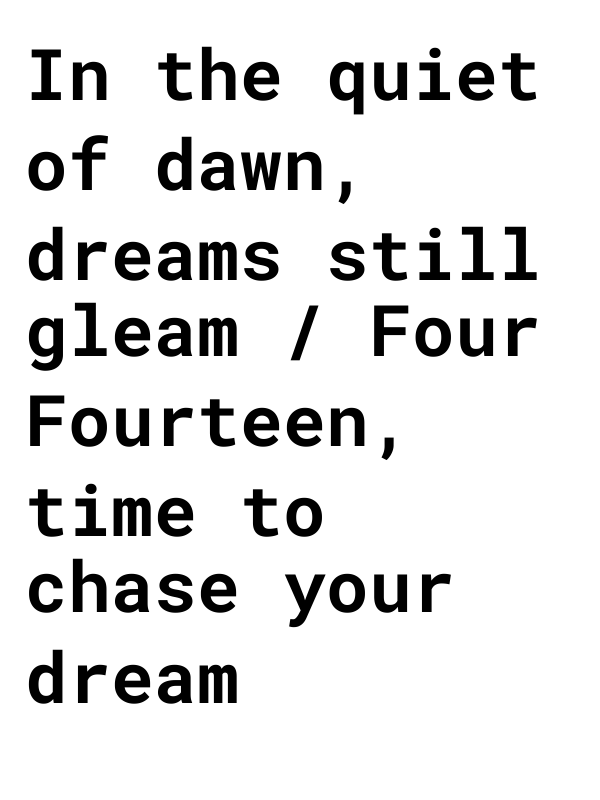 In the quiet
of dawn,
dreams still
gleam / Four
Fourteen,
time to
chase your
dream